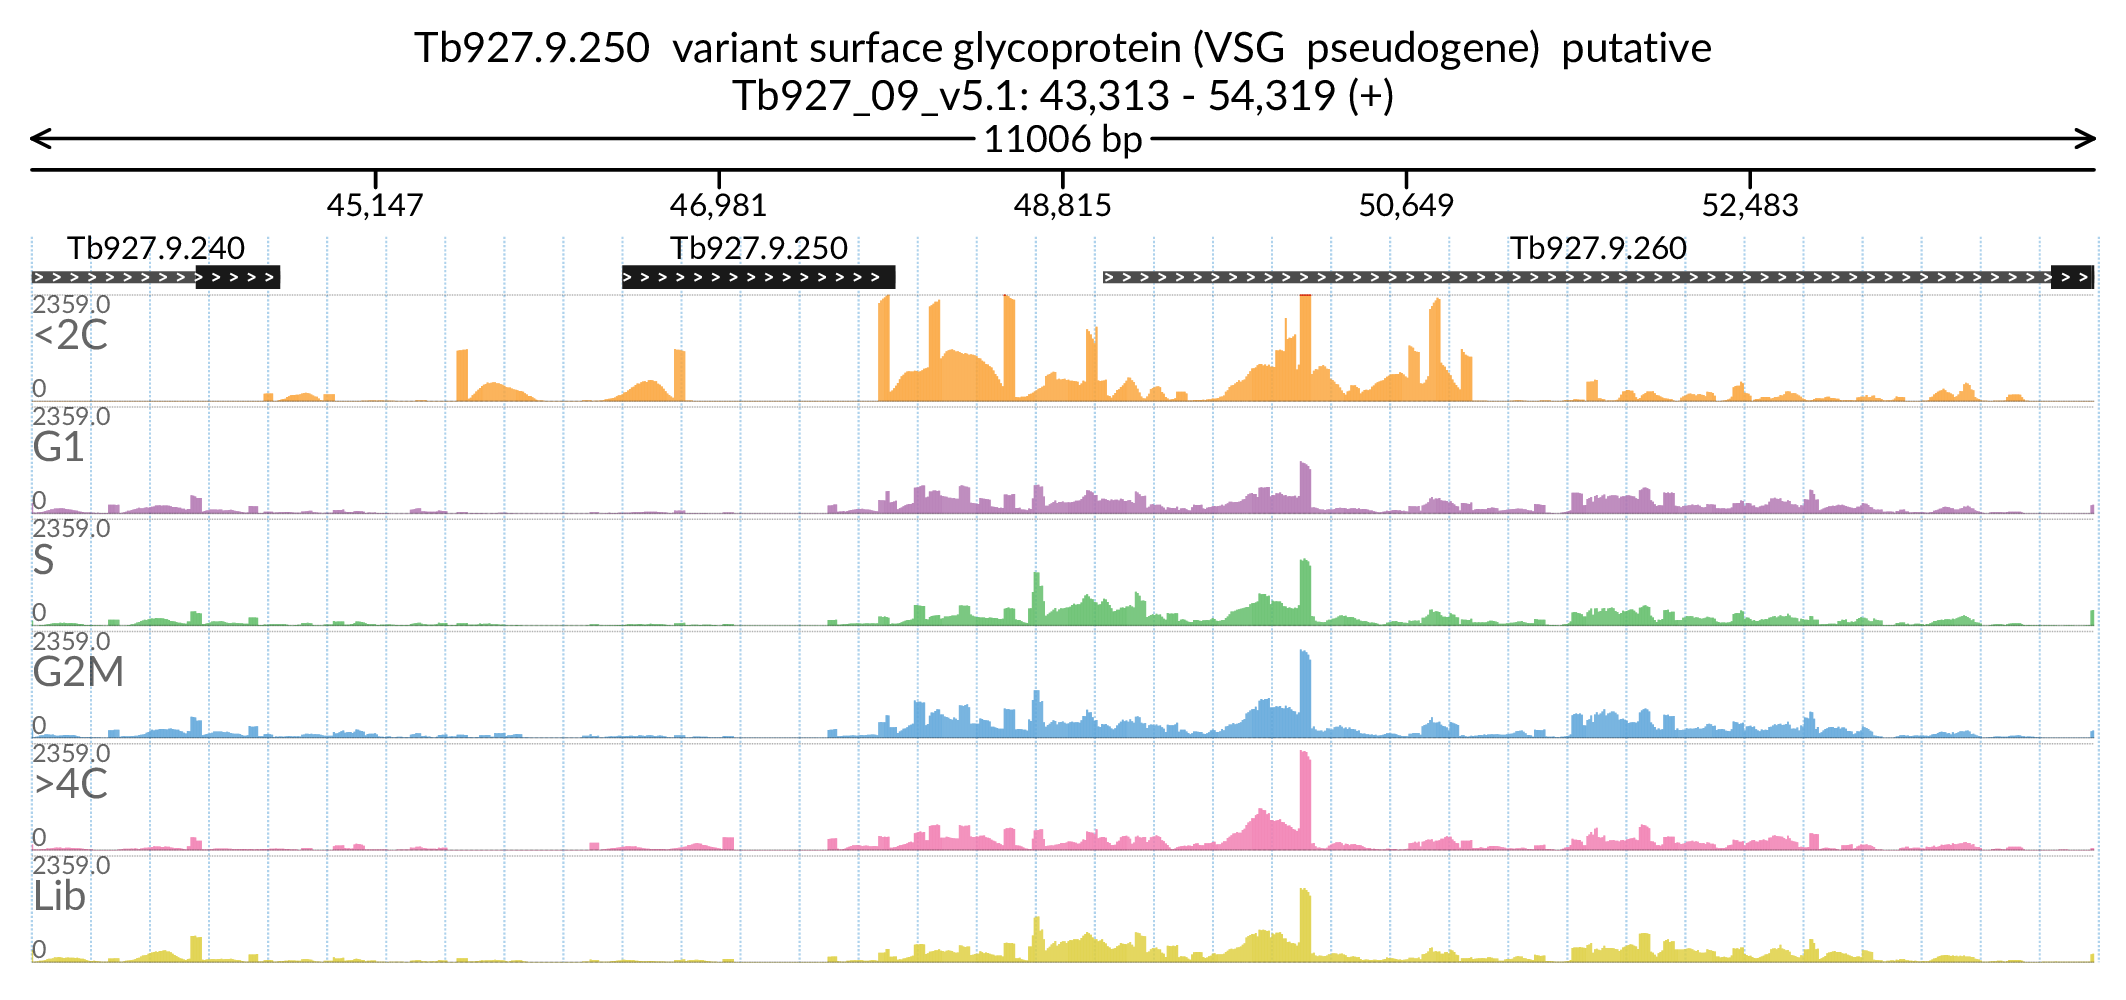 Tb927.9.250  variant surface glycoprotein (VSG  pseudogene)  putative
Tb927_09_v5.1: 43,313 - 54,319 (+)
11006 bp
45,147 46,981 48,815 50,649 52,483
Tb927.9.240 Tb927.9.250 Tb927.9.260
2359.0
<2C
0
2359.0
G1
0
2359.0
S
0
2359.0
G2M
0
2359.0
>4C
0
2359.0
Lib
0